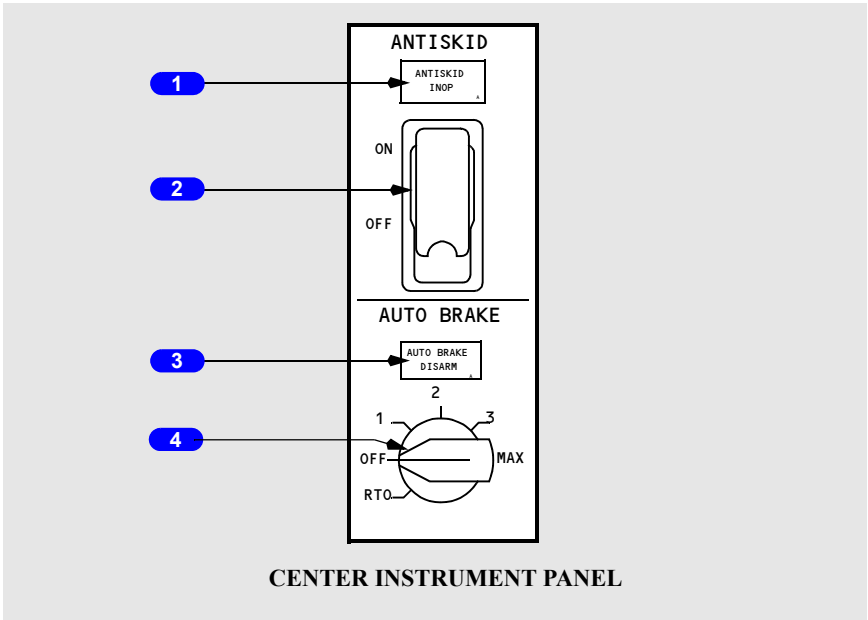 ANTISKID
1
ANTISKID
INOP
A
ON
2
OFF
AUTO BRAKE
3
AUTO BRAKE
DISARM
A
2
1 3
4
OFF MAX
RTO
CENTER INSTRUMENT PANEL